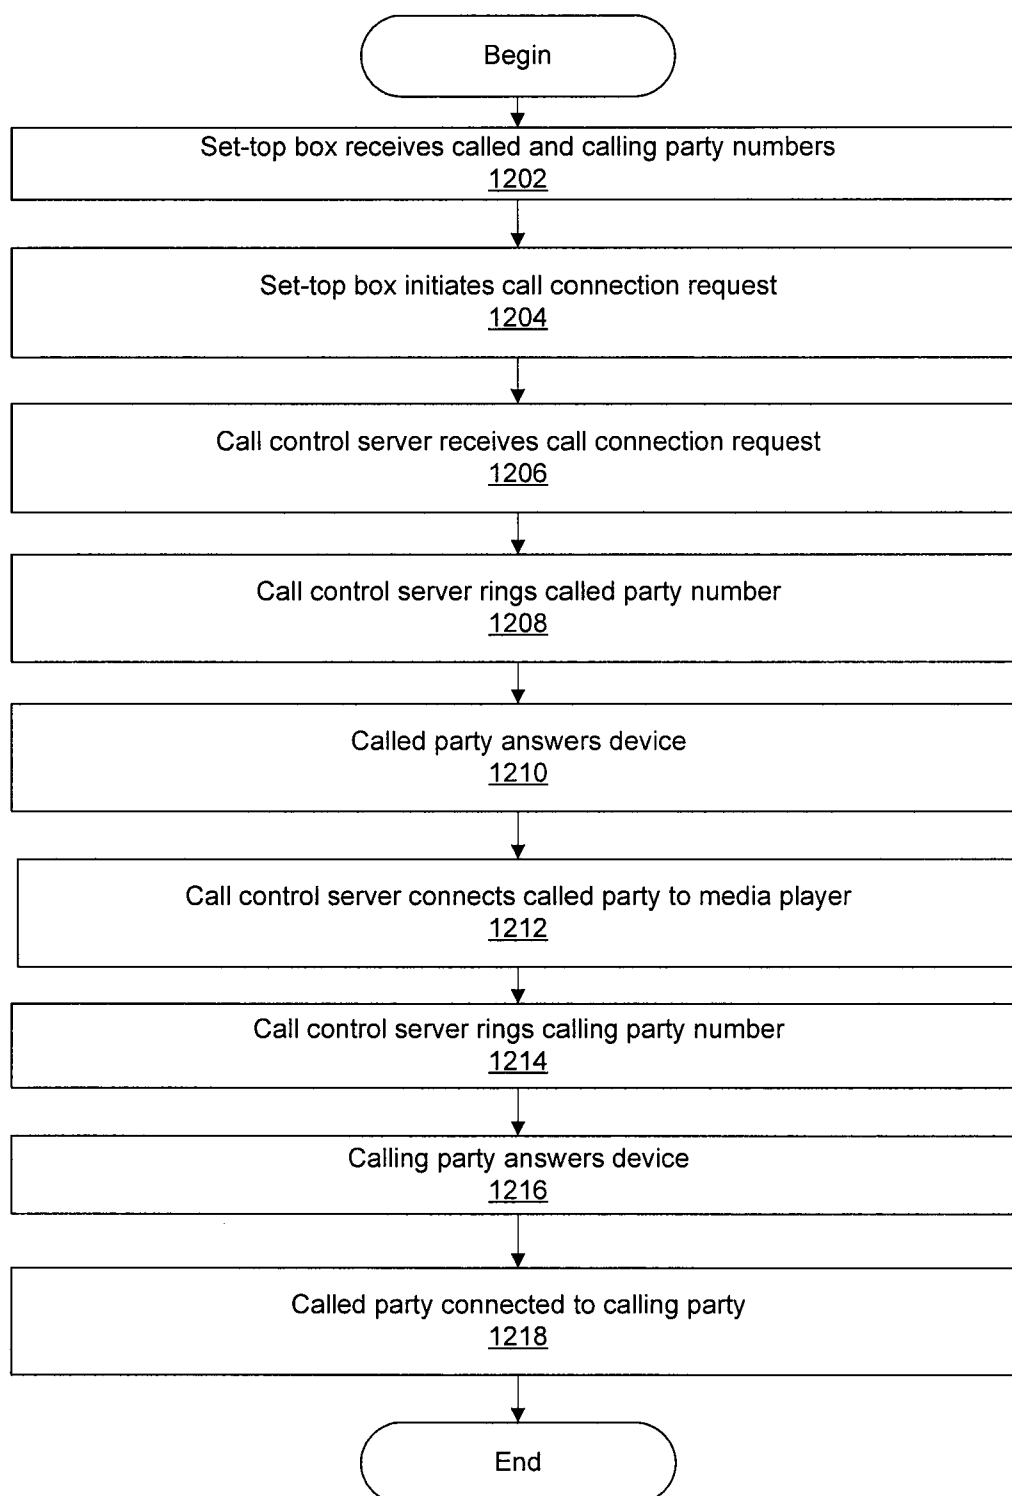 Begin
Set-top box receives called and calling party numbers
1202
Set-top box initiates call connection request
1204
Call control server receives call connection request
1206
Call control server rings called party number
1208
Called party answers device
1210
Call control server connects called party to media player
1212
Call control server rings calling party number
1214
Calling party answers device
1216
Called party connected to calling party
1218
End